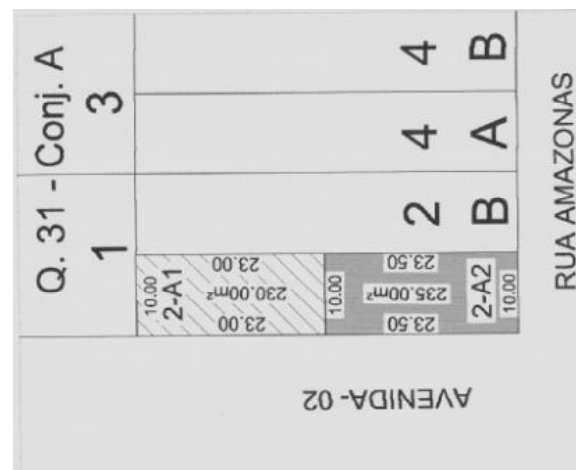 Q. 31 - Conj. A
1
3
4 B
4 A
2 B
10.00
2-A1
23.00
230.00m²
23.00
10.00
23.50
235.00m²
23.50
2-A2
10.00
RUA AMAZONAS
AVENIDA- 02